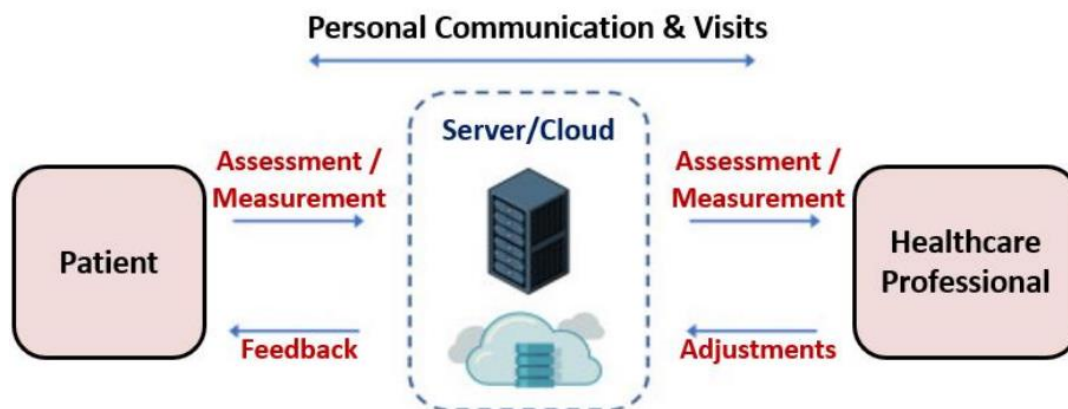 Personal Communication & Visits
Server/Cloud
Assessment /
Measurement
Assessment /
Measurement
Patient
Healthcare
Professional
Feedback
Adjustments